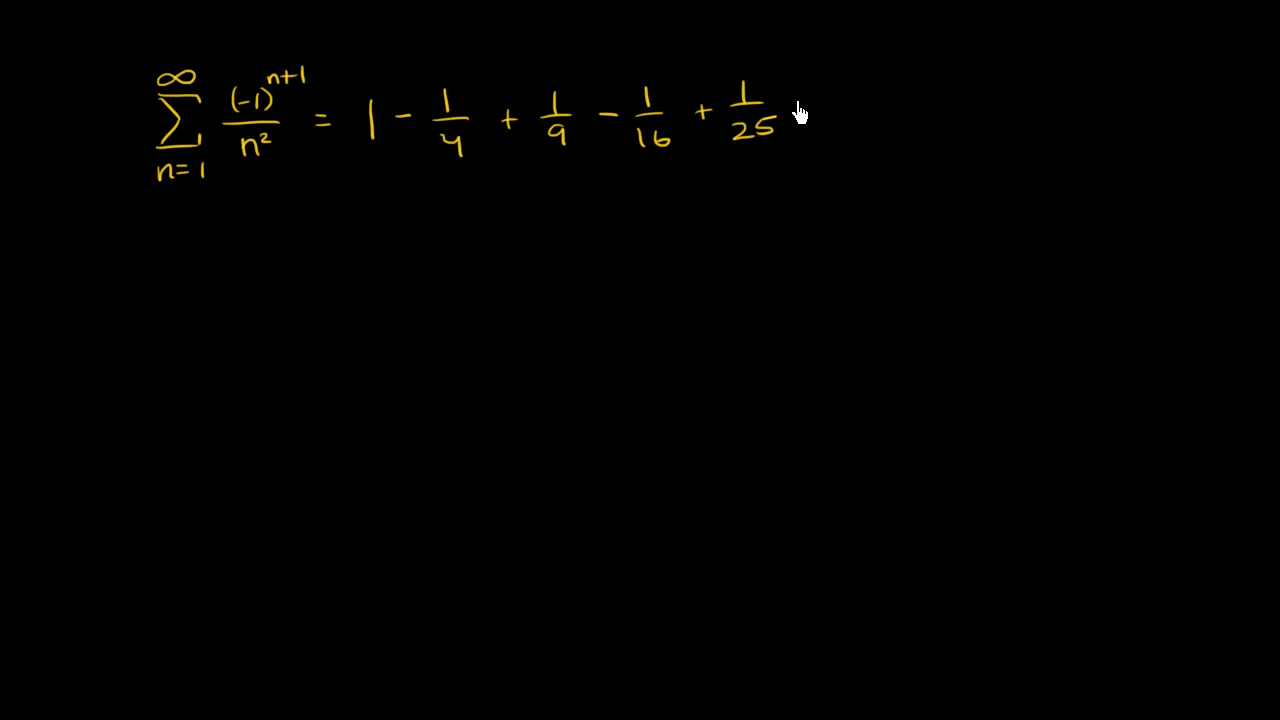 ∞∑n=1 (-1)^(n+1)/n² = 1 - 1/4 + 1/9 - 1/16 + 1/25